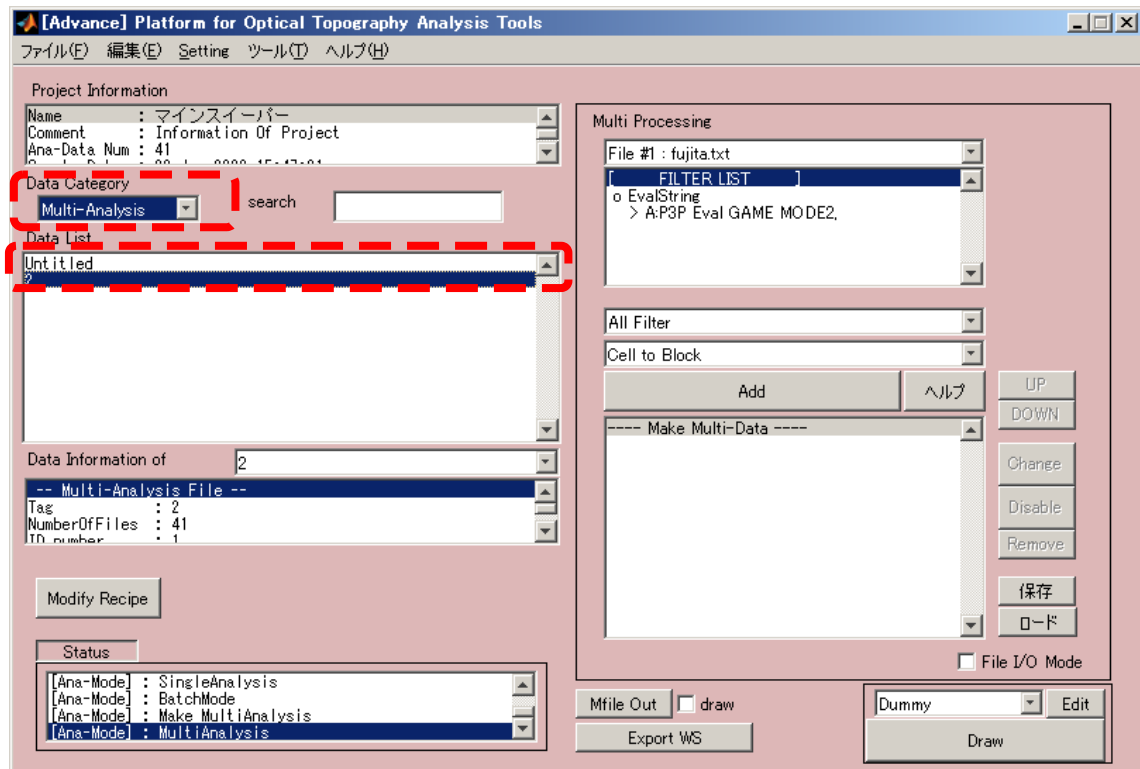 [Advance] Platform for Optical Topography Analysis Tools
ファイル(F) 編集(E) Setting ツール(T) ヘルプ(H)
Project Information
Name : マインスイーパー
Comment : Information Of Project
Ana-Data Num : 41
Data Category
Multi-Analysis
search
Data List
Untitled
2
Data Information of
2
-- Multi-Analysis File --
Tag : 2
NumberOfFiles : 41
ID number : 1
Modify Recipe
Status
[Ana-Mode] : SingleAnalysis
[Ana-Mode] : BatchMode
[Ana-Mode] : Make MultiAnalysis
[Ana-Mode] : MultiAnalysis
Multi Processing
File #1 : fujita.txt
[ FILTER LIST ]
o EvalString
> A:P3P Eval GAME MODE2,
All Filter
Cell to Block
Add
ヘルプ
UP
DOWN
---- Make Multi-Data ----
Change
Disable
Remove
保存
ロード
File I/O Mode
Mfile Out
draw
Export WS
Dummy
Edit
Draw